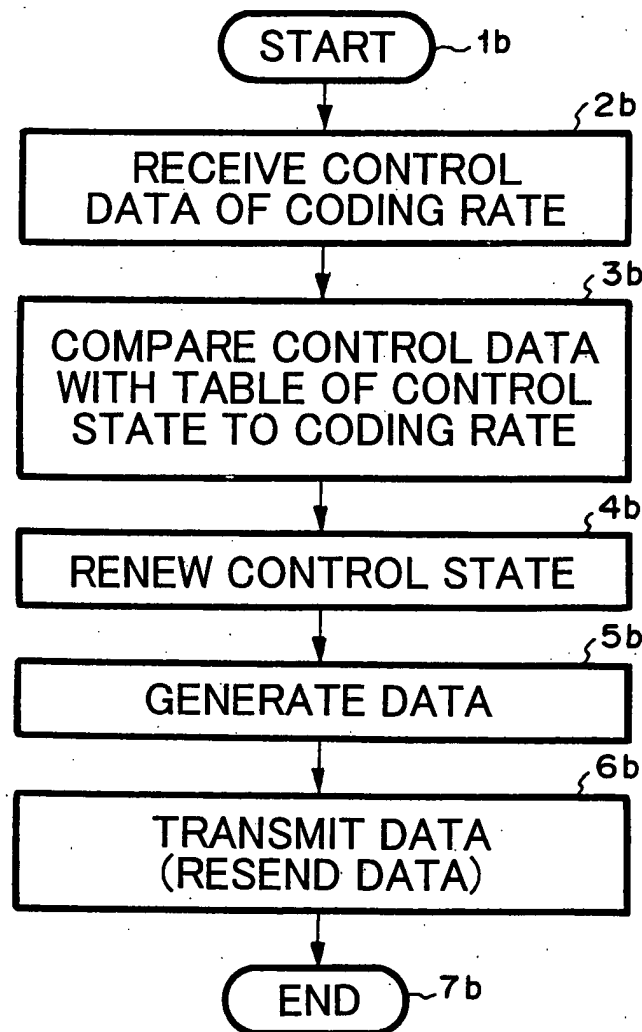 START
1b
2b
RECEIVE CONTROL
DATA OF CODING RATE
3b
COMPARE CONTROL DATA
WITH TABLE OF CONTROL
STATE TO CODING RATE
4b
RENEW CONTROL STATE
5b
GENERATE DATA
6b
TRANSMIT DATA
(RESEND DATA)
END
7b